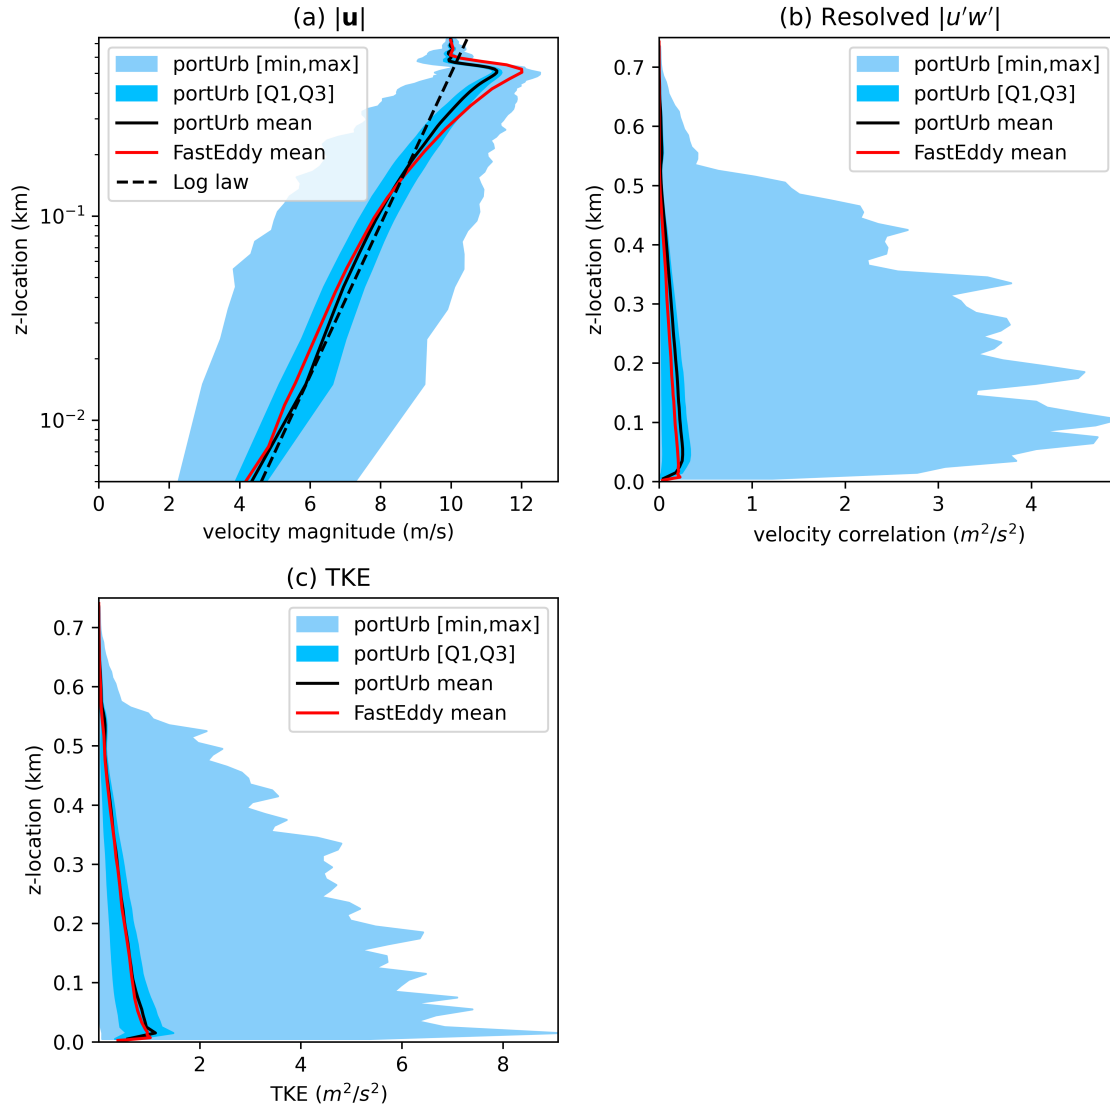 (a) |u|
portUrb [min,max]
portUrb [Q1,Q3]
portUrb mean
FastEddy mean
Log law
z-location (km)
10⁻¹
10⁻²
0 2 4 6 8 10 12
velocity magnitude (m/s)
(b) Resolved |u′w′|
portUrb [min,max]
portUrb [Q1,Q3]
portUrb mean
FastEddy mean
z-location (km)
0.7
0.6
0.5
0.4
0.3
0.2
0.1
0.0
0 1 2 3 4
velocity correlation (m²/s²)
(c) TKE
portUrb [min,max]
portUrb [Q1,Q3]
portUrb mean
FastEddy mean
z-location (km)
0.7
0.6
0.5
0.4
0.3
0.2
0.1
0.0
2 4 6 8
TKE (m²/s²)